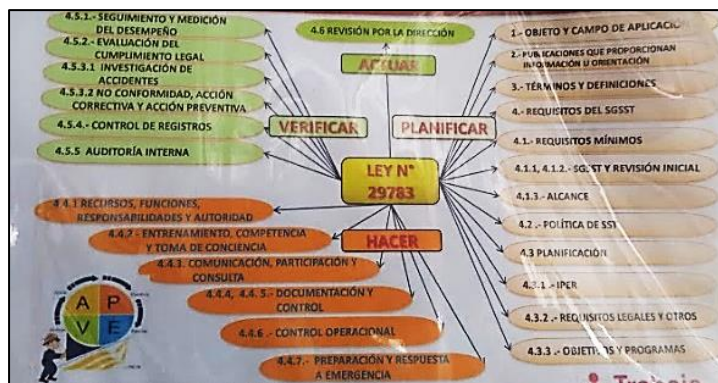 4.5.1.- SEGUIMIENTO Y MEDICIÓN
DEL DESEMPEÑO
4.5.2.- EVALUACIÓN DEL
CUMPLIMIENTO LEGAL
4.5.3.1 INVESTIGACIÓN DE
ACCIDENTES
4.5.3.2 NO CONFORMIDAD, ACCIÓN
CORRECTIVA Y ACCIÓN PREVENTIVA
4.5.4.- CONTROL DE REGISTROS
4.5.5 AUDITORÍA INTERNA
4.6 REVISIÓN POR LA DIRECCIÓN
ACTUAR
VERIFICAR
PLANIFICAR
LEY N°
29783
HACER
1.- OBJETO Y CAMPO DE APLICACIÓN
2.- PUBLICACIONES QUE PROPORCIONAN
INFORMACIÓN U ORIENTACIÓN
3.- TÉRMINOS Y DEFINICIONES
4.- REQUISITOS DEL SGSST
4.1.- REQUISITOS MÍNIMOS
4.1.1, 4.1.2.- SGSST Y REVISIÓN INICIAL
4.1.3.- ALCANCE
4.2.- POLÍTICA DE SST
4.3 PLANIFICACIÓN
4.3.1.- IPER
4.3.2.- REQUISITOS LEGALES Y OTROS
4.3.3.- OBJETIVOS Y PROGRAMAS
4.4.1 RECURSOS, FUNCIONES,
RESPONSABILIDADES Y AUTORIDAD
4.4.2- ENTRENAMIENTO, COMPETENCIA
Y TOMA DE CONCIENCIA
4.4.3. COMUNICACIÓN, PARTICIPACIÓN Y
CONSULTA
4.4.4, 4.4.5.- DOCUMENTACIÓN Y
CONTROL
4.4.6.- CONTROL OPERACIONAL
4.4.7.- PREPARACIÓN Y RESPUESTA
A EMERGENCIA
A P
V E
Trabajo